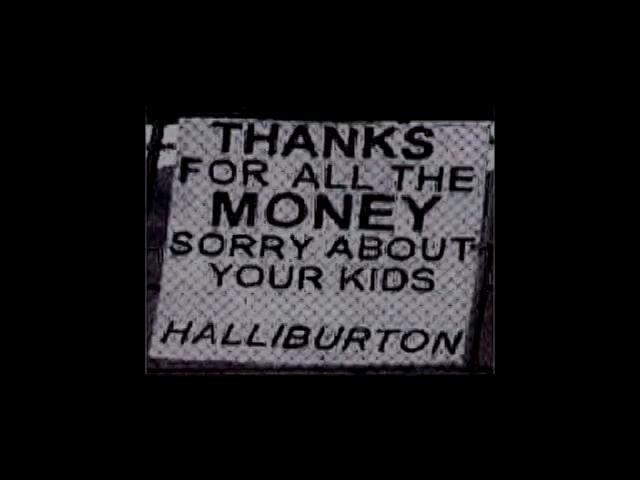 THANKS
FOR ALL THE
MONEY
SORRY ABOUT
YOUR KIDS
HALLIBURTON